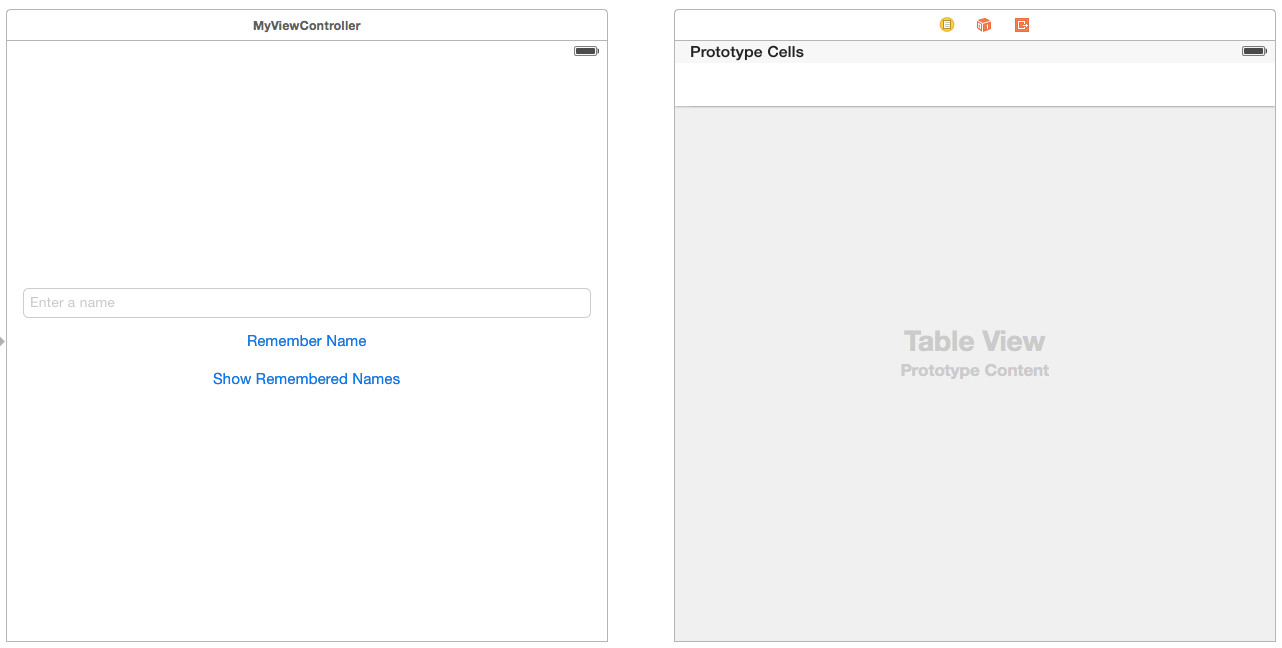 MyViewController
Enter a name
Remember Name
Show Remembered Names
Prototype Cells
Table View
Prototype Content